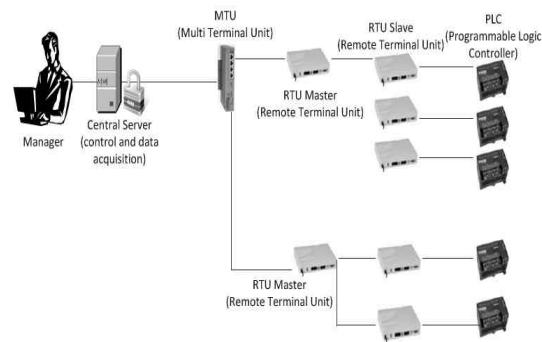 MTU
(Multi Terminal Unit)
RTU Slave
(Remote Terminal Unit)
PLC
(Programmable Logic
Controller)
RTU Master
(Remote Terminal Unit)
Manager
Central Server
(control and data
acquisition)
RTU Master
(Remote Terminal Unit)